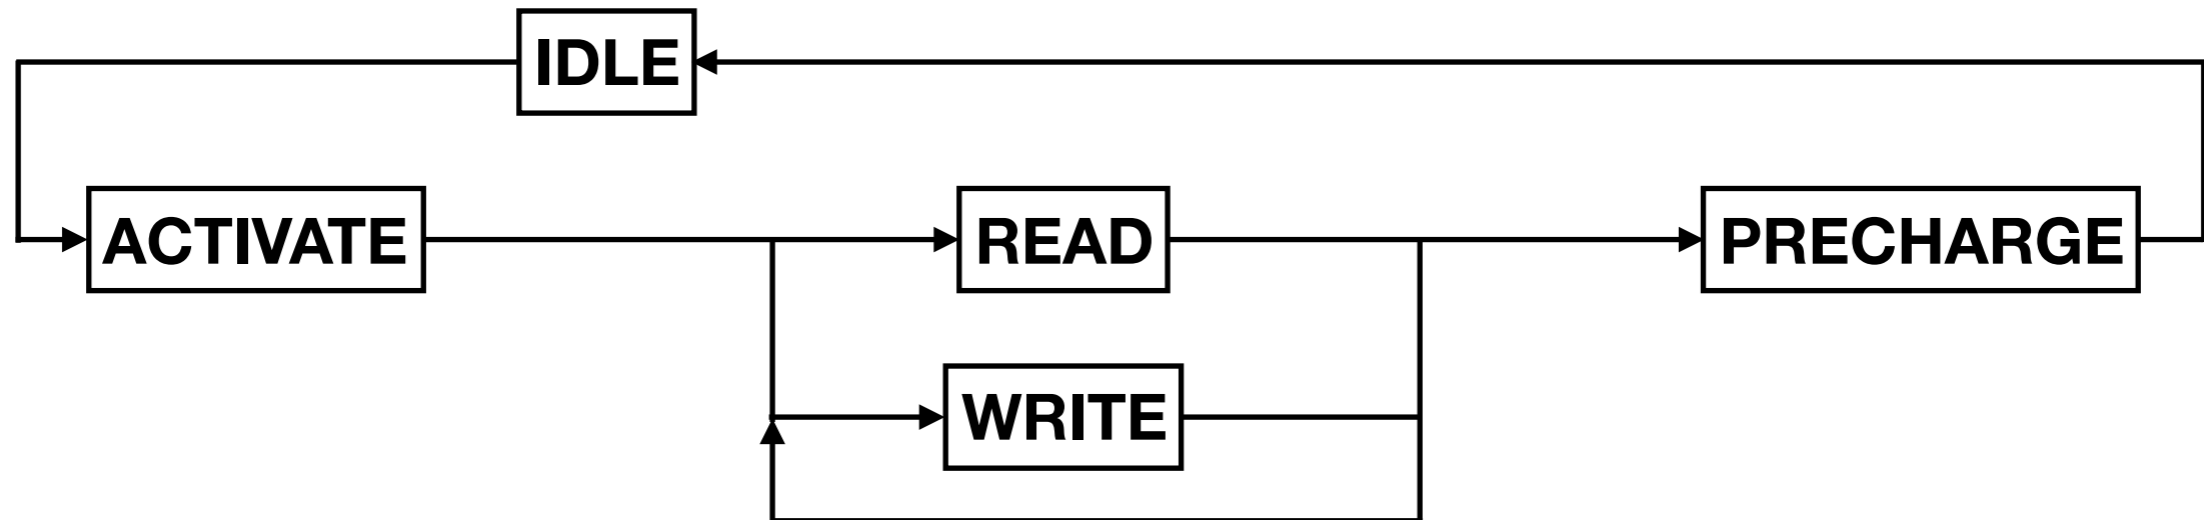 IDLE
ACTIVATE
READ
PRECHARGE
WRITE